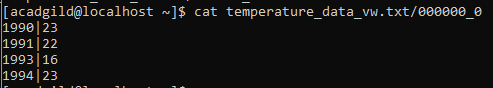 [acadgild@localhost ~]$ cat temperature_data_vw.txt/000000_0
1990|23
1991|22
1993|16
1994|23